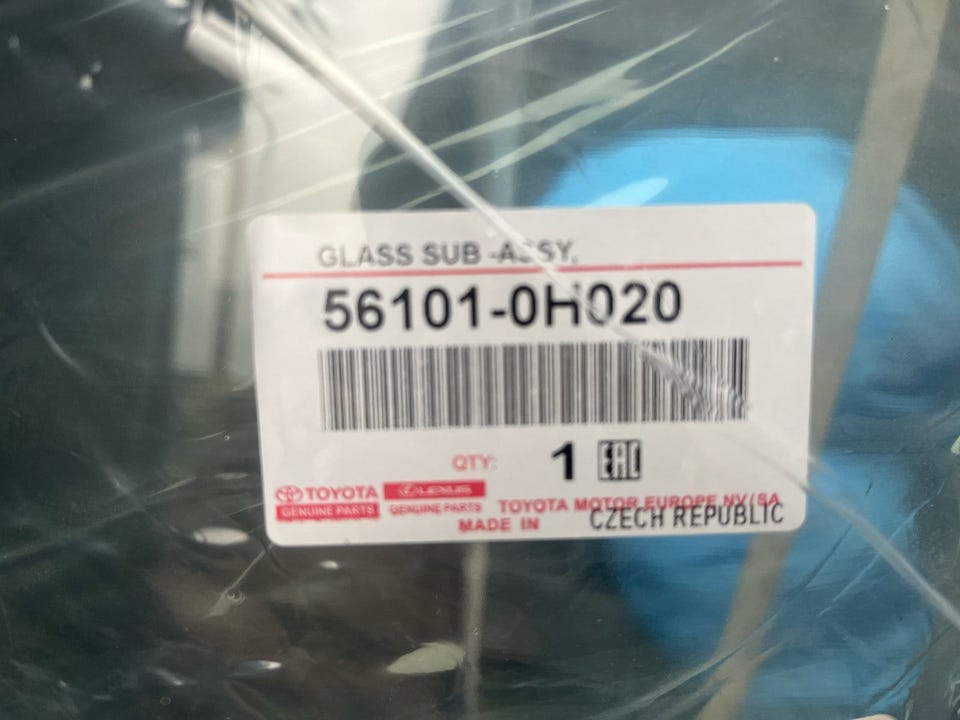 GLASS SUB -ASSY,
56101-0H020
QTY: 1 EAC
TOYOTA LEXUS
GENUINE PARTS GENUINE PARTS TOYOTA MOTOR EUROPE NV/SA
MADE IN CZECH REPUBLIC